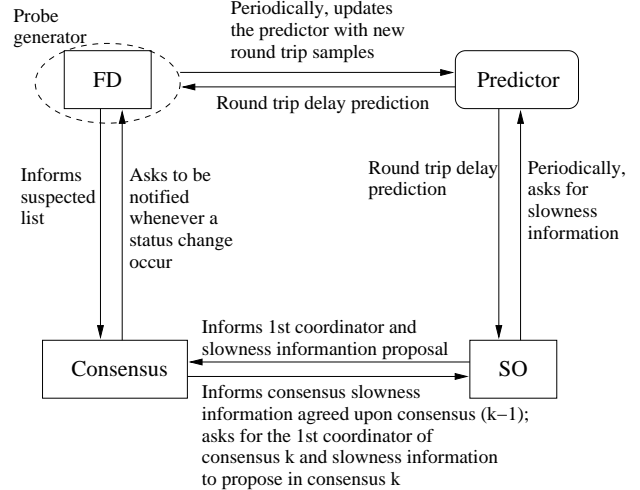 Probe
generator
FD
Periodically, updates
the predictor with new
round trip samples
Round trip delay prediction
Predictor
Informs
suspected
list
Asks to be
notified
whenever a
status change
occur
Round trip delay
prediction
Periodically,
asks for
slowness
information
Consensus
Informs 1st coordinator and
slowness informantion proposal
SO
Informs consensus slowness
information agreed upon consensus (k−1);
asks for the 1st coordinator of
consensus k and slowness information
to propose in consensus k